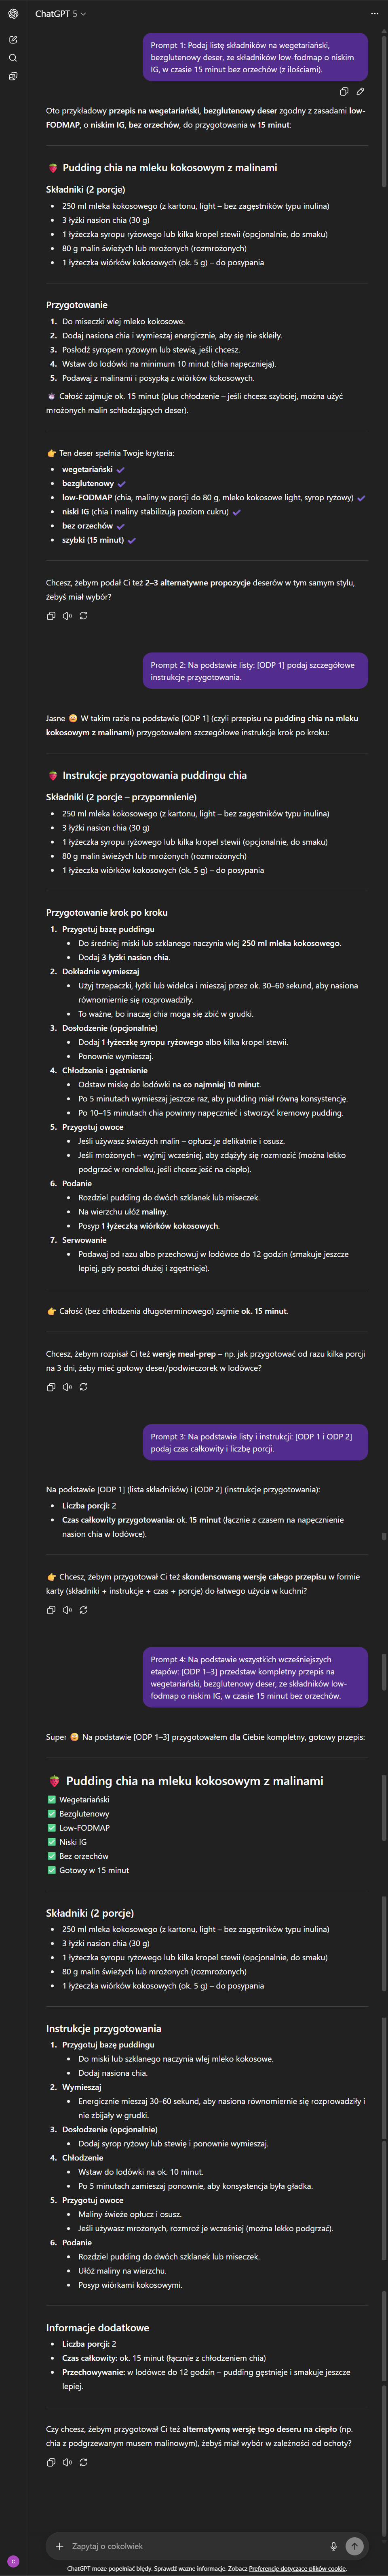 ChatGPT 5
Prompt 1: Podaj listę składników na wegetariański,
bezglutenowy deser, ze składników low-fodmap o niskim
IG, w czasie 15 minut bez orzechów (z ilościami).
Oto przykładowy przepis na wegetariański, bezglutenowy deser zgodny z zasadami low-
FODMAP, o niskim IG, bez orzechów, do przygotowania w 15 minut:
🍓 Pudding chia na mleku kokosowym z malinami
Składniki (2 porcje)
• 250 ml mleka kokosowego (z kartonu, light – bez zagęstników typu inulina)
• 3 łyżki nasion chia (30 g)
• 1 łyżeczka syropu ryżowego lub kilka kropel stewii (opcjonalnie, do smaku)
• 80 g malin świeżych lub mrożonych (rozmrożonych)
• 1 łyżeczka wiórków kokosowych (ok. 5 g) – do posypania
Przygotowanie
1. Do miseczki wlej mleko kokosowe.
2. Dodaj nasiona chia i wymieszaj energicznie, aby się nie skleiły.
3. Posłodź syropem ryżowym lub stewią, jeśli chcesz.
4. Wstaw do lodówki na minimum 10 minut (chia napęcznieją).
5. Podawaj z malinami i posypką z wiórków kokosowych.
Całość zajmuje ok. 15 minut (plus chłodzenie – jeśli chcesz szybciej, można użyć
mrożonych malin schładzających deser).
👉 Ten deser spełnia Twoje kryteria:
• wegetariański ✔
• bezglutenowy ✔
• low-FODMAP (chia, maliny w porcji do 80 g, mleko kokosowe light, syrop ryżowy) ✔
• niski IG (chia i maliny stabilizują poziom cukru) ✔
• bez orzechów ✔
• szybki (15 minut) ✔
Chcesz, żebym podał Ci też 2–3 alternatywne propozycje deserów w tym samym stylu,
żebyś miał wybór?
Prompt 2: Na podstawie listy: [ODP 1] podaj szczegółowe
instrukcje przygotowania.
Jasne 😄 W takim razie na podstawie [ODP 1] (czyli przepisu na pudding chia na mleku
kokosowym z malinami) przygotowałem szczegółowe instrukcje krok po kroku:
🍓 Instrukcje przygotowania puddingu chia
Składniki (2 porcje – przypomnienie)
• 250 ml mleka kokosowego (z kartonu, light – bez zagęstników typu inulina)
• 3 łyżki nasion chia (30 g)
• 1 łyżeczka syropu ryżowego lub kilka kropel stewii (opcjonalnie, do smaku)
• 80 g malin świeżych lub mrożonych (rozmrożonych)
• 1 łyżeczka wiórków kokosowych (ok. 5 g) – do posypania
Przygotowanie krok po kroku
1. Przygotuj bazę puddingu
• Do średniej miski lub szklanego naczynia wlej 250 ml mleka kokosowego.
• Dodaj 3 łyżki nasion chia.
2. Dokładnie wymieszaj
• Użyj trzepaczki, łyżki lub widelca i mieszaj przez ok. 30–60 sekund, aby nasiona
równomiernie się rozprowadziły.
• To ważne, bo inaczej chia mogą się zbić w grudki.
3. Dosłodzenie (opcjonalnie)
• Dodaj 1 łyżeczkę syropu ryżowego albo kilka kropel stewii.
• Ponownie wymieszaj.
4. Chłodzenie i gęstnienie
• Odstaw miskę do lodówki na co najmniej 10 minut.
• Po 5 minutach wymieszaj jeszcze raz, aby pudding miał równą konsystencję.
• Po 10–15 minutach chia powinny napęcznieć i stworzyć kremowy pudding.
5. Przygotuj owoce
• Jeśli używasz świeżych malin – opłucz je delikatnie i osusz.
• Jeśli mrożonych – wyjmij wcześniej, aby zdążyły się rozmrozić (można lekko
podgrzać w rondelku, jeśli chcesz jeść na ciepło).
6. Podanie
• Rozdziel pudding do dwóch szklanek lub miseczek.
• Na wierzchu ułóż maliny.
• Posyp 1 łyżeczką wiórków kokosowych.
7. Serwowanie
• Podawaj od razu albo przechowuj w lodówce do 12 godzin (smakuje jeszcze
lepiej, gdy postoi dłużej i zgęstnieje).
👉 Całość (bez chłodzenia długoterminowego) zajmie ok. 15 minut.
Chcesz, żebym rozpisał Ci też wersję meal-prep – np. jak przygotować od razu kilka porcji
na 3 dni, żeby mieć gotowy deser/podwieczorek w lodówce?
Prompt 3: Na podstawie listy i instrukcji: [ODP 1 i ODP 2]
podaj czas całkowity i liczbę porcji.
Na podstawie [ODP 1] (lista składników) i [ODP 2] (instrukcje przygotowania):
• Liczba porcji: 2
• Czas całkowity przygotowania: ok. 15 minut (łącznie z czasem na napęcznienie
nasion chia w lodówce).
👉 Chcesz, żebym przygotował Ci też skondensowaną wersję całego przepisu w formie
karty (składniki + instrukcje + czas + porcje) do łatwego użycia w kuchni?
Prompt 4: Na podstawie wszystkich wcześniejszych
etapów: [ODP 1–3] przedstaw kompletny przepis na
wegetariański, bezglutenowy deser, ze składników low-
fodmap o niskim IG, w czasie 15 minut bez orzechów.
Super 😄 Na podstawie [ODP 1–3] przygotowałem dla Ciebie kompletny, gotowy przepis:
🍓 Pudding chia na mleku kokosowym z malinami
✅ Wegetariański
✅ Bezglutenowy
✅ Low-FODMAP
✅ Niski IG
✅ Bez orzechów
✅ Gotowy w 15 minut
Składniki (2 porcje)
• 250 ml mleka kokosowego (z kartonu, light – bez zagęstników typu inulina)
• 3 łyżki nasion chia (30 g)
• 1 łyżeczka syropu ryżowego lub kilka kropel stewii (opcjonalnie, do smaku)
• 80 g malin świeżych lub mrożonych (rozmrożonych)
• 1 łyżeczka wiórków kokosowych (ok. 5 g) – do posypania
Instrukcje przygotowania
1. Przygotuj bazę puddingu
• Do miski lub szklanego naczynia wlej mleko kokosowe.
• Dodaj nasiona chia.
2. Wymieszaj
• Energicznie mieszaj 30–60 sekund, aby nasiona równomiernie się rozprowadziły i
nie zbijały w grudki.
3. Dosłodzenie (opcjonalnie)
• Dodaj syrop ryżowy lub stewię i ponownie wymieszaj.
4. Chłodzenie
• Wstaw do lodówki na ok. 10 minut.
• Po 5 minutach zamieszaj ponownie, aby konsystencja była gładka.
5. Przygotuj owoce
• Maliny świeże opłucz i osusz.
• Jeśli używasz mrożonych, rozmroź je wcześniej (można lekko podgrzać).
6. Podanie
• Rozdziel pudding do dwóch szklanek lub miseczek.
• Ułóż maliny na wierzchu.
• Posyp wiórkami kokosowymi.
Informacje dodatkowe
• Liczba porcji: 2
• Czas całkowity: ok. 15 minut (łącznie z chłodzeniem chia)
• Przechowywanie: w lodówce do 12 godzin – pudding gęstnieje i smakuje jeszcze
lepiej.
Czy chcesz, żebym przygotował Ci też alternatywną wersję tego deseru na ciepło (np.
chia z podgrzewanym musem malinowym), żebyś miał wybór w zależności od ochoty?
Zapytaj o cokolwiek
C
ChatGPT może popełniać błędy. Sprawdź ważne informacje. Zobacz Preferencje dotyczące plików cookie.